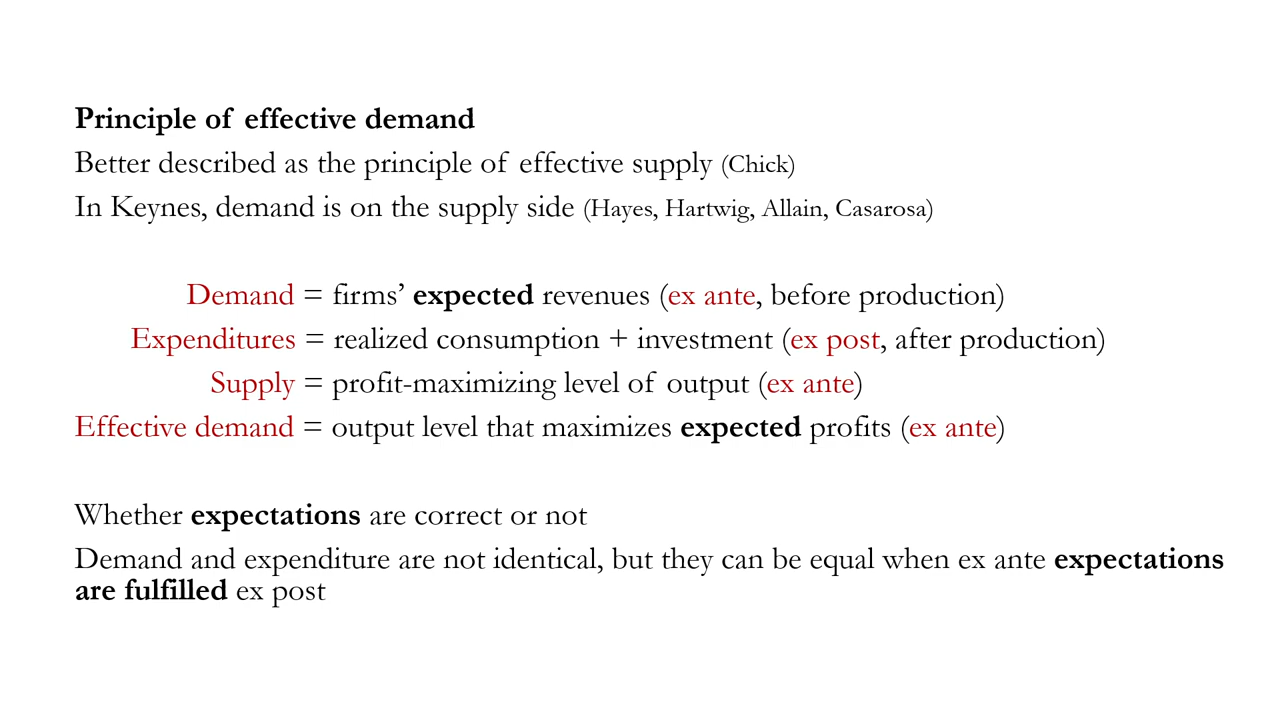 Principle of effective demand
Better described as the principle of effective supply (Chick)
In Keynes, demand is on the supply side (Hayes, Hartwig, Allain, Casarosa)
Demand = firms’ expected revenues (ex ante, before production)
Expenditures = realized consumption + investment (ex post, after production)
Supply = profit-maximizing level of output (ex ante)
Effective demand = output level that maximizes expected profits (ex ante)
Whether expectations are correct or not
Demand and expenditure are not identical, but they can be equal when ex ante expectations
are fulfilled ex post